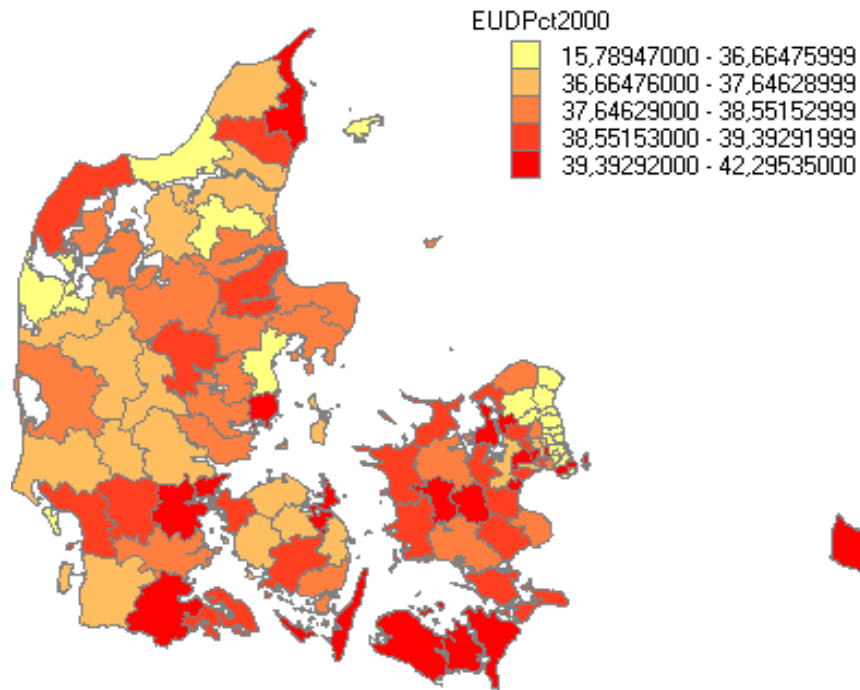 EUDPct2000
15,78947000 - 36,66475999
36,66476000 - 37,64628999
37,64629000 - 38,55152999
38,55153000 - 39,39291999
39,39292000 - 42,29535000